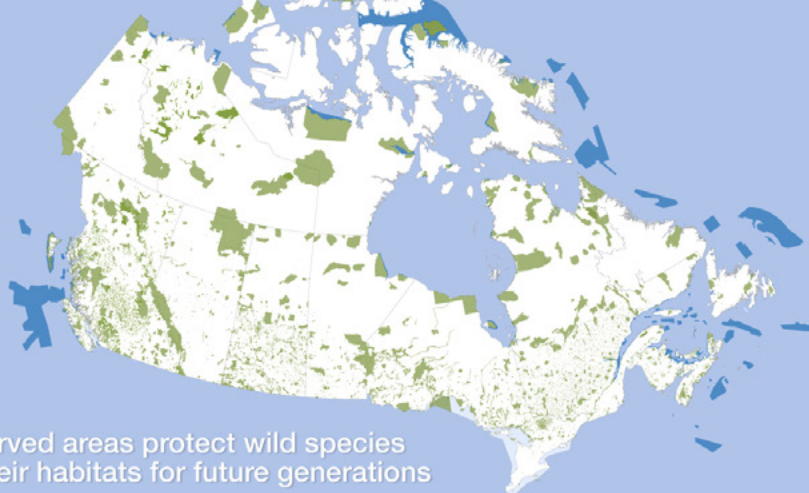 rved areas protect wild species
eir habitats for future generations